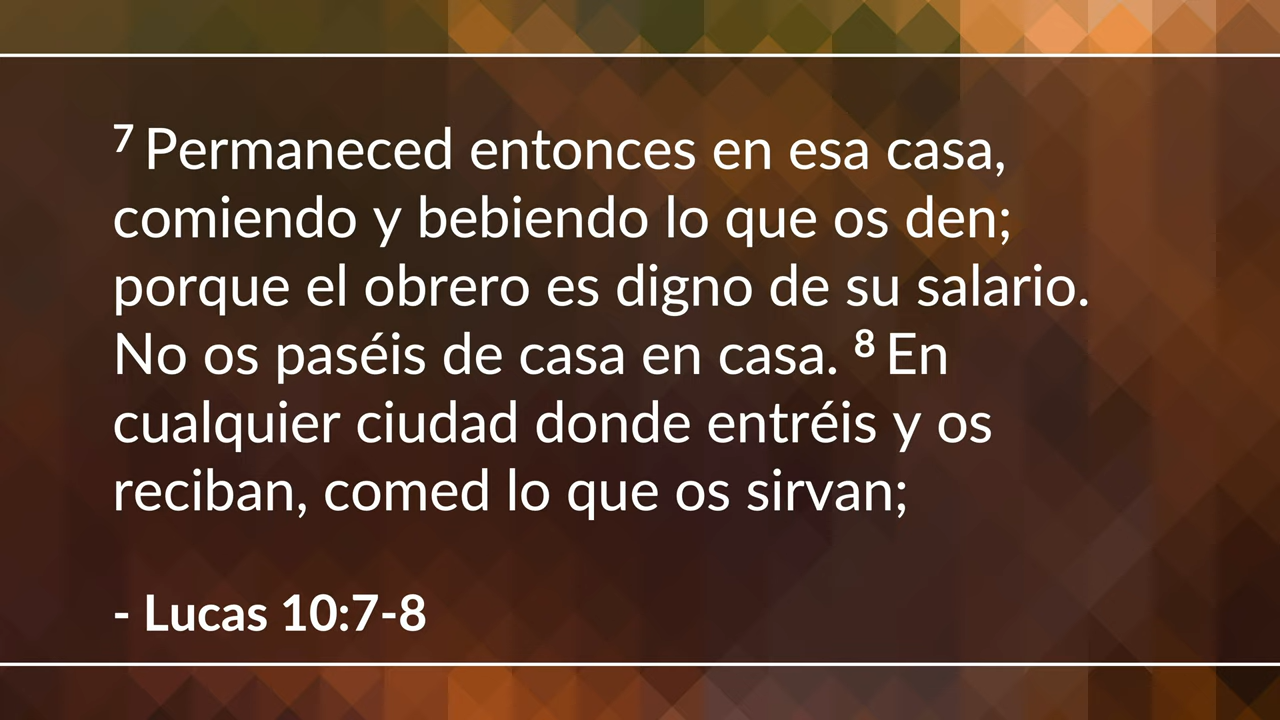 7 Permaneced entonces en esa casa,
comiendo y bebiendo lo que os den;
porque el obrero es digno de su salario.
No os paséis de casa en casa. 8 En
cualquier ciudad donde entréis y os
reciban, comed lo que os sirvan;
- Lucas 10:7-8